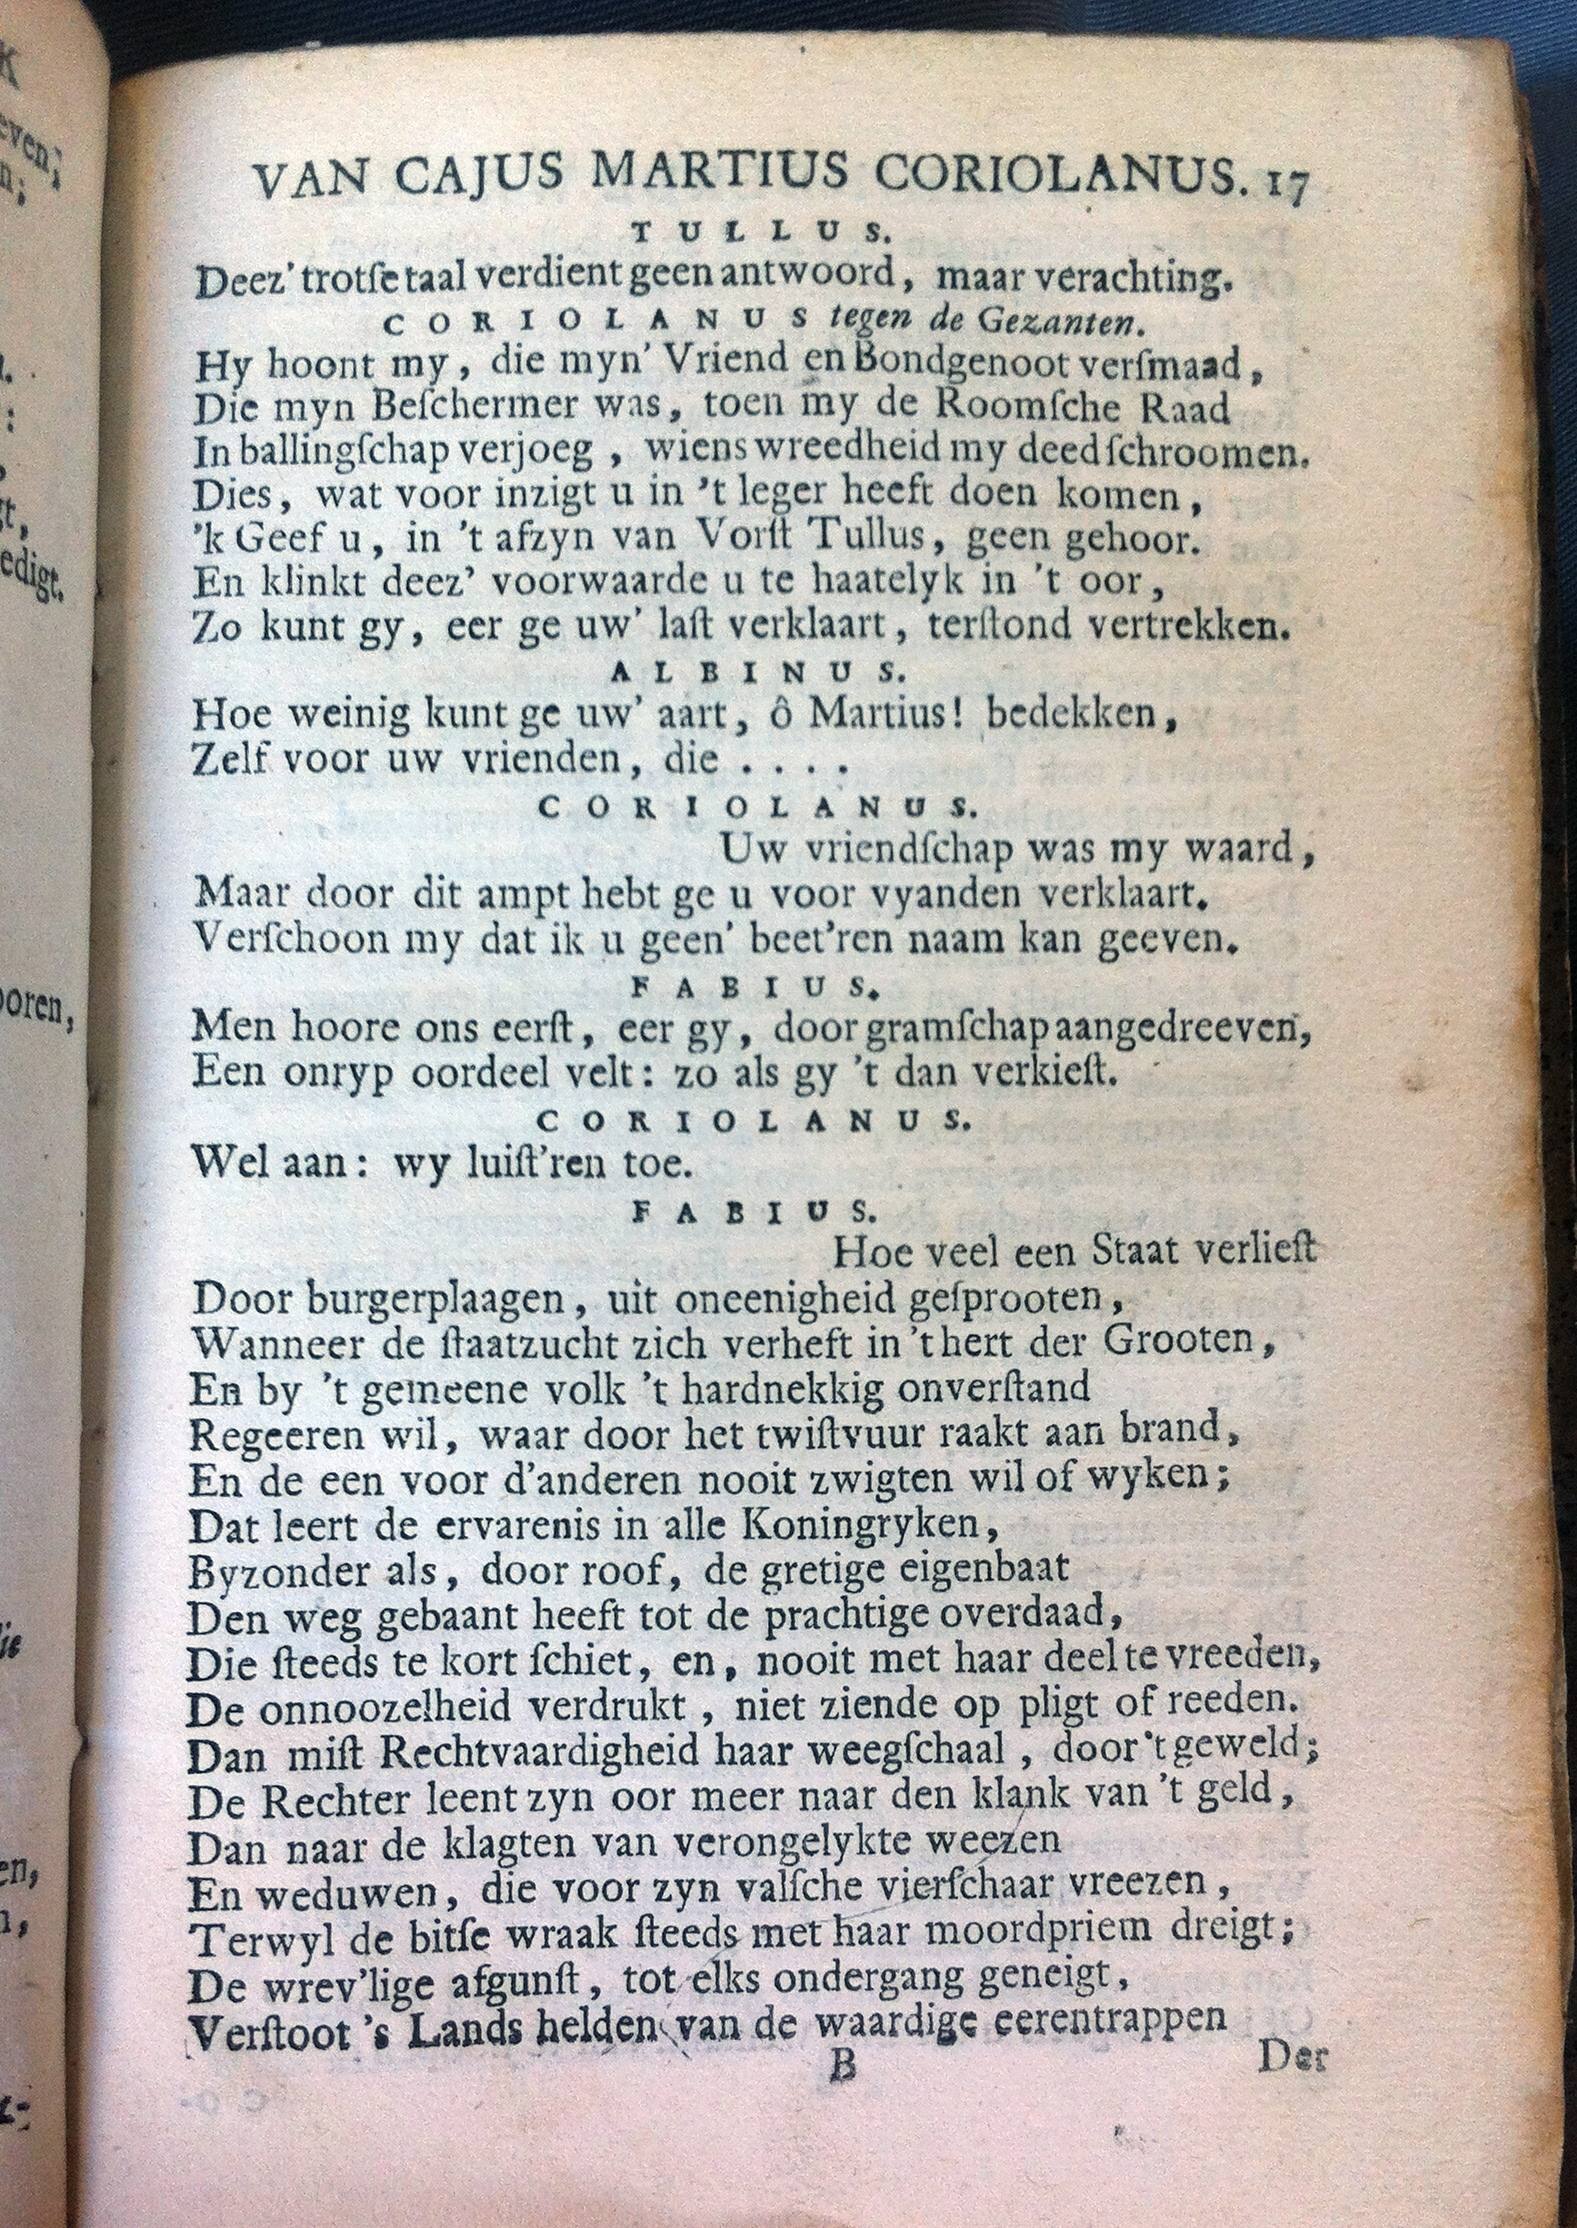 VAN CAJUS MARTIUS CORIOLANUS. 17
TULLUS.
Deez' trotſe taal verdient geen antwoord, maar verachting.
CORIOLANUS tegen de Gezanten.
Hy hoont my, die myn' Vriend en Bondgenoot verſmaad,
Die myn Beſchermer was, toen my de Roomſche Raad
In ballingſchap verjoeg, wiens wreedheid my deed ſchroomen.
Dies, wat voor inzigt u in 't leger heeft doen komen,
'k Geef u, in 't afzyn van Vorſt Tullus, geen gehoor.
En klinkt deez' voorwaarde u te haatelyk in 't oor,
Zo kunt gy, eer ge uw' laſt verklaart, terſtond vertrekken.
ALBINUS.
Hoe weinig kunt ge uw' aart, ô Martius! bedekken,
Zelf voor uw vrienden, die . . . .
CORIOLANUS.
Uw vriendſchap was my waard,
Maar door dit ampt hebt ge u voor vyanden verklaart.
Verſchoon my dat ik u geen' beet'ren naam kan geeven.
FABIUS.
Men hoore ons eerſt, eer gy, door gramſchap aangedreeven,
Een onryp oordeel velt: zo als gy 't dan verkieſt.
CORIOLANUS.
Wel aan: wy luiſt'ren toe.
FABIUS.
Hoe veel een Staat verlieſt
Door burgerplaagen, uit oneenigheid geſprooten,
Wanneer de ſtaatzucht zich verheft in 't hert der Grooten,
En by 't gemeene volk 't hardnekkig onverſtand
Regeeren wil, waar door het twiſtvuur raakt aan brand,
En de een voor d'anderen nooit zwigten wil of wyken;
Dat leert de ervarenis in alle Koningryken,
Byzonder als, door roof, de gretige eigenbaat
Den weg gebaant heeft tot de prachtige overdaad,
Die ſteeds te kort ſchiet, en, nooit met haar deel te vreeden,
De onnoozelheid verdrukt, niet ziende op pligt of reeden.
Dan miſt Rechtvaardigheid haar weegſchaal, door 't geweld;
De Rechter leent zyn oor meer naar den klank van 't geld,
Dan naar de klagten van verongelykte weezen
En weduwen, die voor zyn valſche vierſchaar vreezen,
Terwyl de bitſe wraak ſteeds met haar moordpriem dreigt;
De wrev'lige afgunſt, tot elks ondergang geneigt,
Verſtoot 's Lands helden van de waardige eerentrappen
B
Der